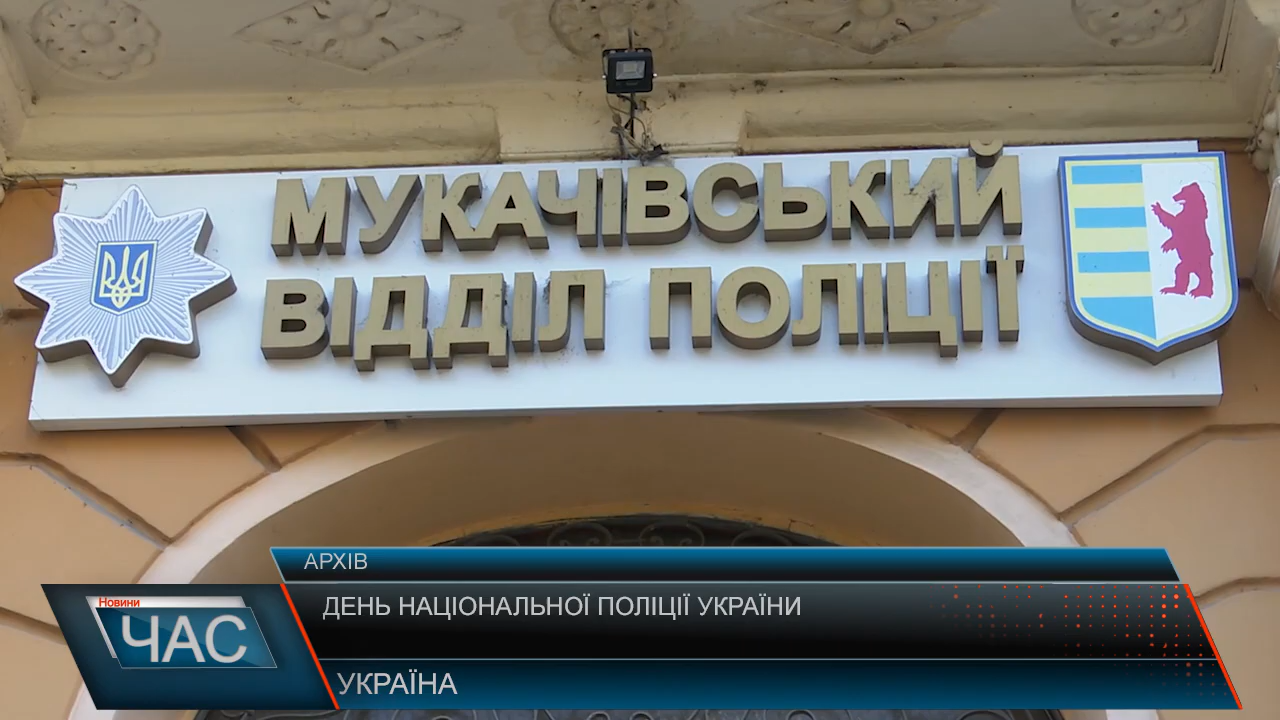 МУКАЧІВСЬКИЙ
ВІДДІЛ ПОЛІЦІЇ
АРХІВ
Новини
ЧАС
ДЕНЬ НАЦІОНАЛЬНОЇ ПОЛІЦІЇ УКРАЇНИ
УКРАЇНА